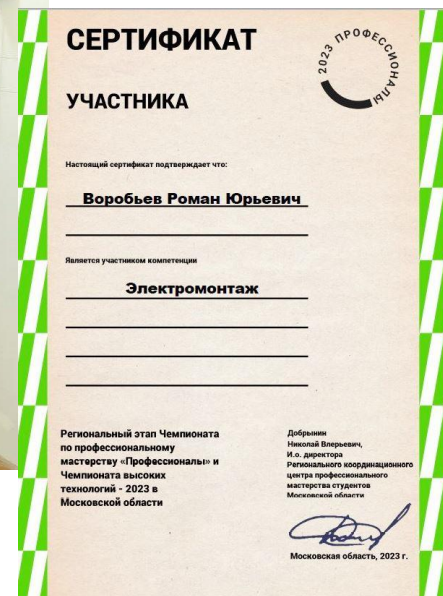 СЕРТИФИКАТ
2023 ПРОФЕССИОНАЛЫ
УЧАСТНИКА
Настоящий сертификат подтверждает что:
Воробьев Роман Юрьевич
Является участником компетенции
Электромонтаж
Региональный этап Чемпионата
по профессиональному
мастерству «Профессионалы» и
Чемпионата высоких
технологий - 2023 в
Московской области
Добрынин
Николай Влерьевич,
И.о. директора
Регионального координационного
центра профессионального
мастерства студентов
Московской области
Московская область, 2023 г.